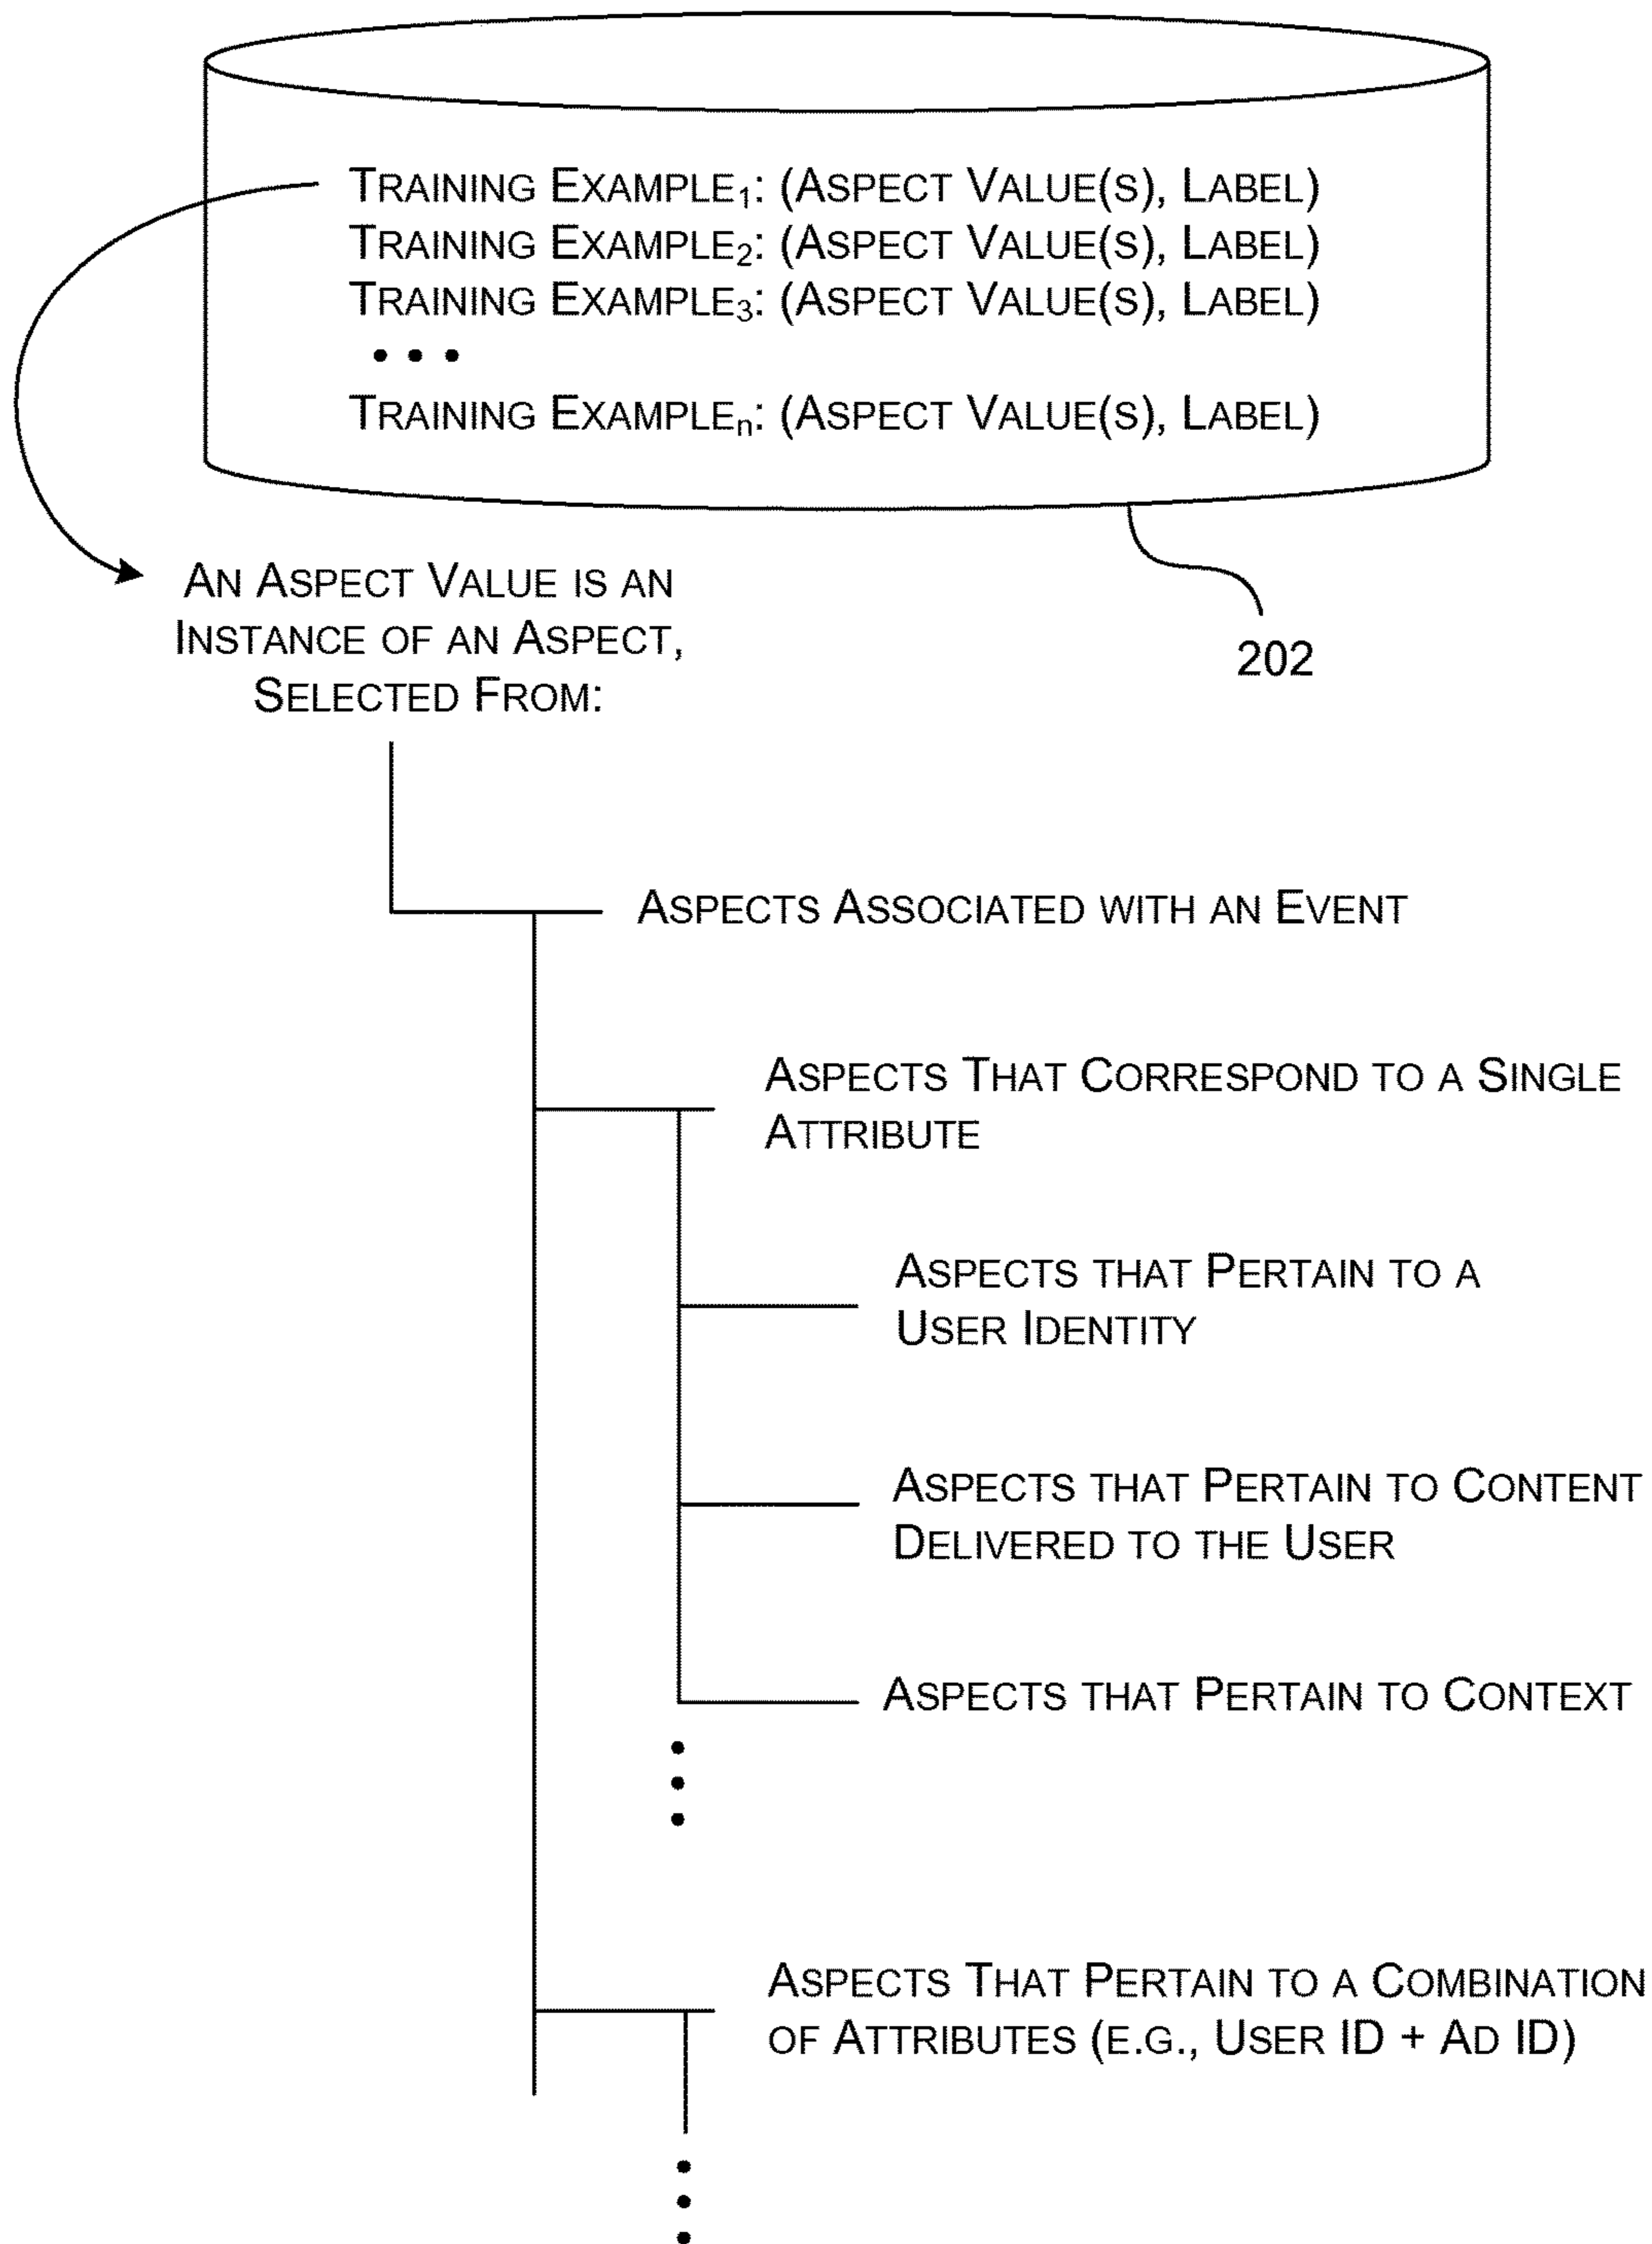 TRAINING EXAMPLE₁: (ASPECT VALUE(S), LABEL)
TRAINING EXAMPLE₂: (ASPECT VALUE(S), LABEL)
TRAINING EXAMPLE₃: (ASPECT VALUE(S), LABEL)
• • •
TRAINING EXAMPLEₙ: (ASPECT VALUE(S), LABEL)
AN ASPECT VALUE IS AN
INSTANCE OF AN ASPECT,
SELECTED FROM:
202
ASPECTS ASSOCIATED WITH AN EVENT
ASPECTS THAT CORRESPOND TO A SINGLE
ATTRIBUTE
ASPECTS THAT PERTAIN TO A
USER IDENTITY
ASPECTS THAT PERTAIN TO CONTENT
DELIVERED TO THE USER
ASPECTS THAT PERTAIN TO CONTEXT
ASPECTS THAT PERTAIN TO A COMBINATION
OF ATTRIBUTES (E.G., USER ID + AD ID)